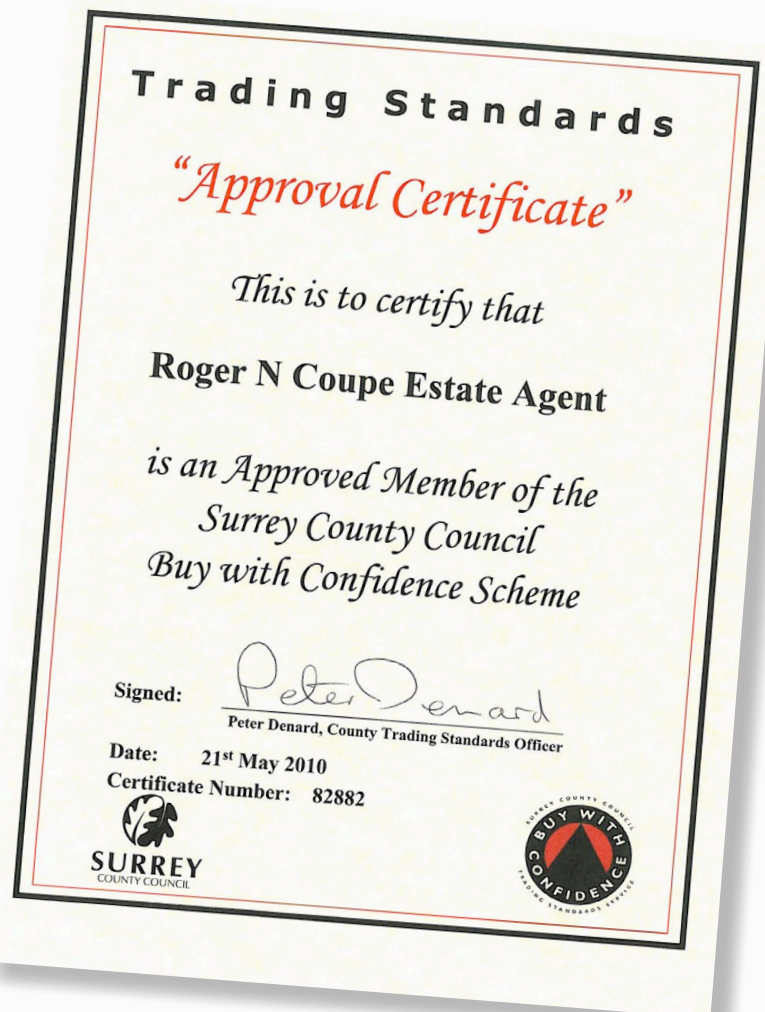 Trading Standards
“Approval Certificate”
This is to certify that
Roger N Coupe Estate Agent
is an Approved Member of the
Surrey County Council
Buy with Confidence Scheme
Signed: Peter Denard
Peter Denard, County Trading Standards Officer
Date: 21st May 2010
Certificate Number: 82882
SURREY
COUNTY COUNCIL
SURREY COUNTY COUNCIL
BUY WITH CONFIDENCE
TRADING STANDARDS SERVICE